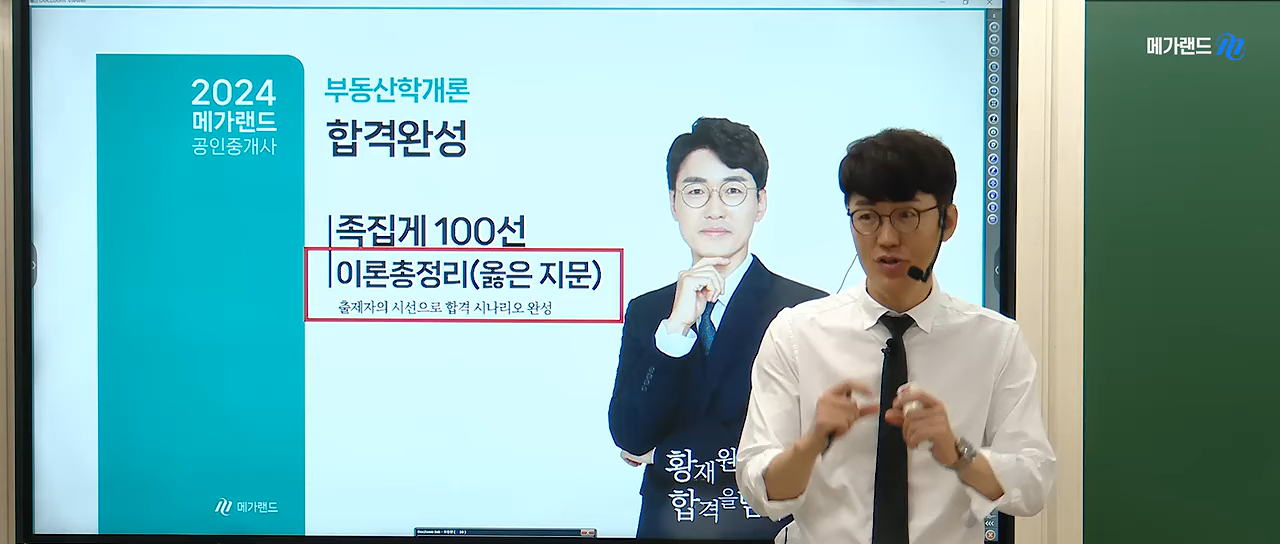 메가랜드
2024
메가랜드
공인중개사
부동산학개론
합격완성
족집게 100선
이론총정리(옳은 지문)
출제자의 시선으로 합격 시나리오 완성
황재원
합격을
메가랜드